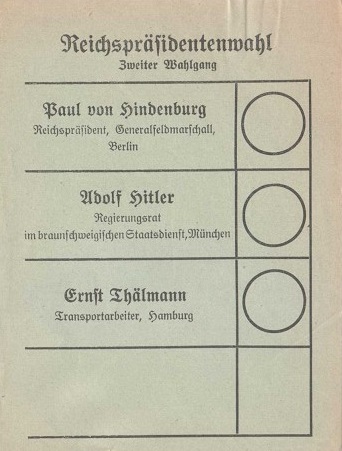 Reichspräsidentenwahl
Zweiter Wahlgang
Paul von Hindenburg
Reichspräsident, Generalfeldmarschall,
Berlin
Adolf Hitler
Regierungsrat
im braunschweigischen Staatsdienst, München
Ernst Thälmann
Transportarbeiter, Hamburg